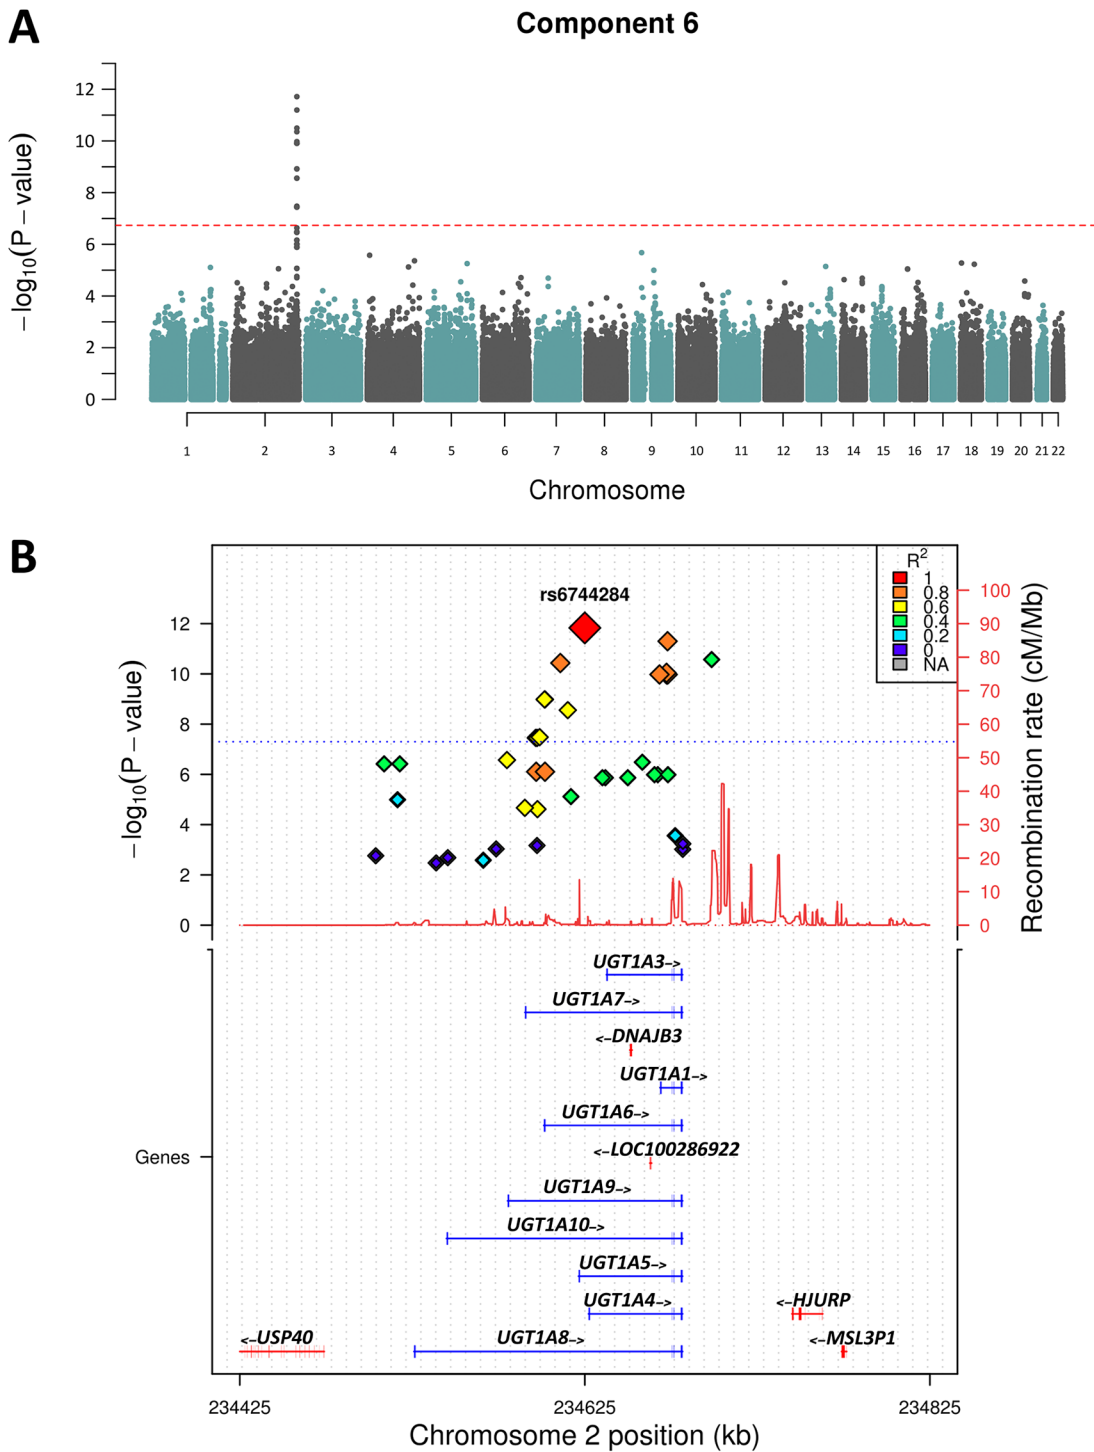 A
Component 6
12
10
8
6
4
2
0
−log10(P − value)
1 2 3 4 5 6 7 8 9 10 11 12 13 14 15 16 17 18 19 20 21 22
Chromosome
B
rs6744284
R2
1
0.8
0.6
0.4
0.2
0
NA
12
10
8
6
4
2
0
−log10(P − value)
100
90
80
70
60
50
40
30
20
10
0
Recombination rate (cM/Mb)
UGT1A3->
UGT1A7->
<-DNAJB3
UGT1A1->
UGT1A6->
Genes
<-LOC100286922
UGT1A9->
UGT1A10->
UGT1A5->
UGT1A4->
<-HJURP
<-USP40
UGT1A8->
<-MSL3P1
234425 234625 234825
Chromosome 2 position (kb)